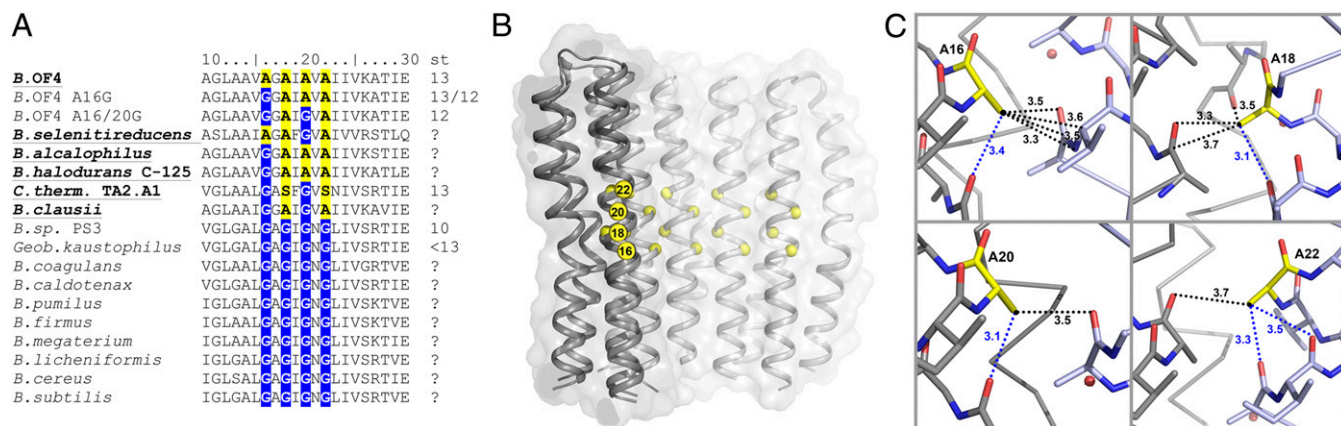 A
10...|...20...|...30 st
B.OF4 AGLAAVAGAIAVAIIVKATIE 13
B.OF4 A16G AGLAAVGGAIAVAIIVKATIE 13/12
B.OF4 A16/20G AGLAAVGGAIGVAIIVKATIE 12
B.selenitireducens ASLAAIAGAFGVAIVVRSTLQ ?
B.alcalophilus AGLAAVGGAIAVAIIVKSTIE ?
B.halodurans C-125 AGLAAVGGAIAVAIIVKATLE ?
C.therm. TA2.A1 VGLAALGASFGVSNIVSRTIE 13
B.clausii AGLAAIGGAIGVAIIVKAVIE ?
B.sp. PS3 VGLGALGAGIGNGLIVSRTIE 10
Geob.kaustophilus VGLGALGAGIGNGLIVSRTIE <13
B.coagulans VGLAALGAGIGNGLIVGRTVE ?
B.caldotenax VGLGALGAGIGNGLIVSRTIE ?
B.pumilus IGLAALGAGIGNGLIVSKTVE ?
B.firmus IGLAALGAGIGNGLIVSKTVE ?
B.megaterium IGLAALGAGIGNGLIVSRTIE ?
B.licheniformis IGLGALGAGIGNGLIVSRTIE ?
B.cereus IGLSALGAGIGNGLIVSRTIE ?
B.subtilis IGLGALGAGIGNGLIVSRTIE ?
B
22
20
18
16
C
A16
3.5
3.6
3.5
3.3
3.4
A18
3.5
3.3
3.7
3.1
A20
3.5
3.1
A22
3.7
3.5
3.3